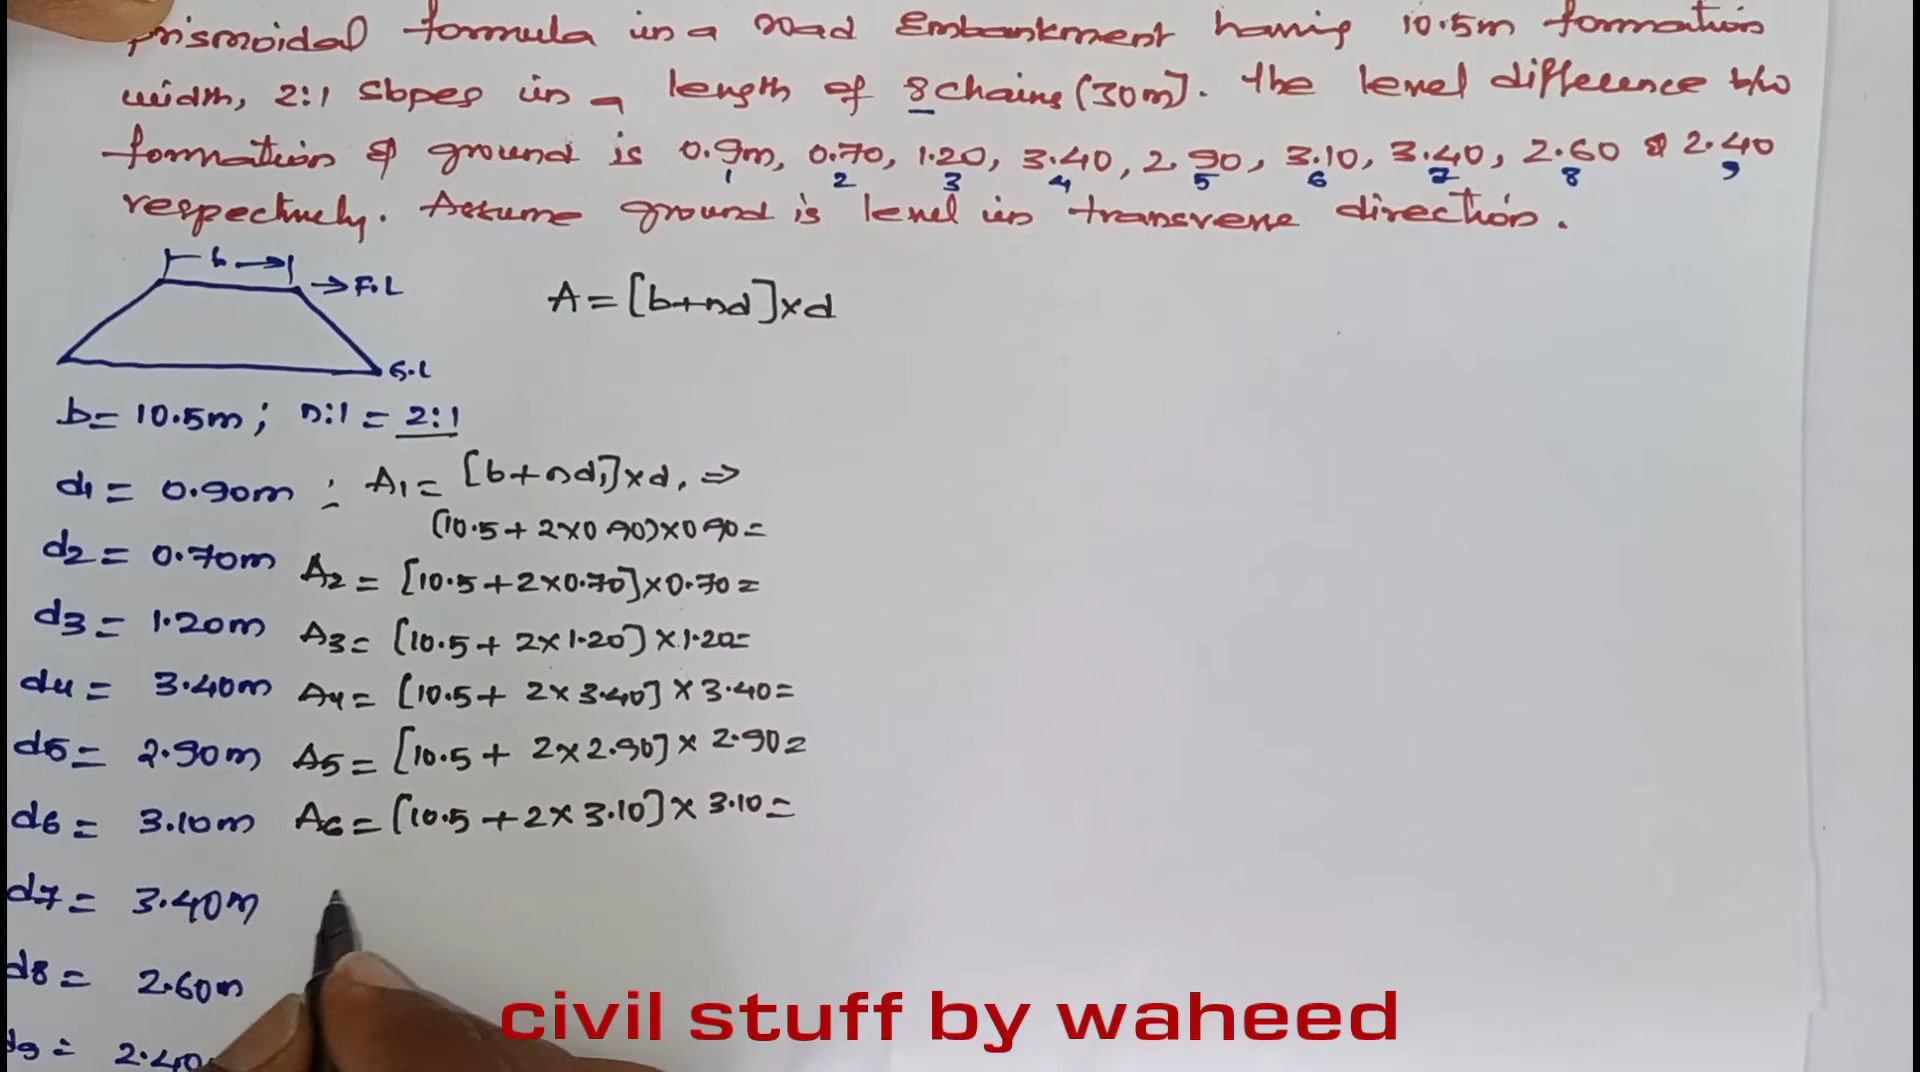 prismoidal formula in a road Embankment having 10.5m formation
width, 2:1 slopes in a length of 8 chains (30m). The level difference b/w
formation & ground is 0.9m, 0.70, 1.20, 3.40, 2.90, 3.10, 3.40, 2.60 & 2.40
1 2 3 4 5 6 7 8 9
respectively. Assume ground is level in transverse direction.
b
F.L
G.L
A = [b+nd]×d
b = 10.5m ; n:1 = 2:1
d1 = 0.90m : A1 = [b+nd1]×d1 ⇒
(10.5 + 2×0.90)×0.90 =
d2 = 0.70m A2 = [10.5+2×0.70]×0.70 =
d3 = 1.20m A3 = [10.5+ 2×1.20] ×1.20=
d4 = 3.40m A4 = [10.5+ 2×3.40] ×3.40=
d5 = 2.90m A5 = [10.5+ 2×2.90]× 2.90=
d6 = 3.10m A6 = [10.5+2×3.10]× 3.10=
d7 = 3.40m
d8 = 2.60m
d9 = 2.40
civil stuff by waheed